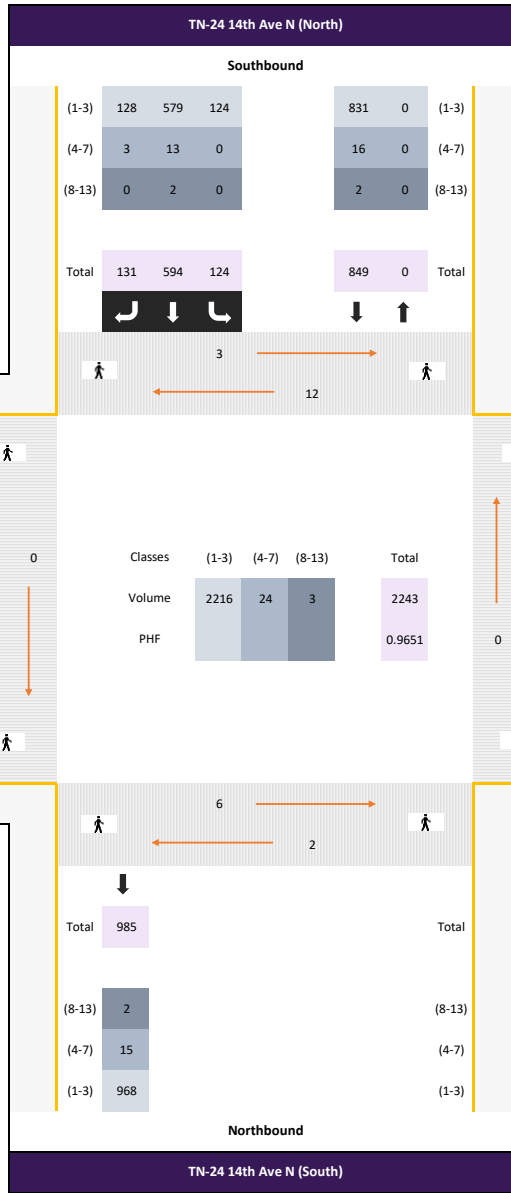 TN-24 14th Ave N (North)
Southbound
(1-3) 128 579 124 831 0 (1-3)
(4-7) 3 13 0 16 0 (4-7)
(8-13) 0 2 0 2 0 (8-13)
Total 131 594 124 849 0 Total
3
12
0
Classes (1-3) (4-7) (8-13) Total
Volume 2216 24 3 2243
PHF 0.9651
0
6
2
Total 985 Total
(8-13) 2 (8-13)
(4-7) 15 (4-7)
(1-3) 968 (1-3)
Northbound
TN-24 14th Ave N (South)